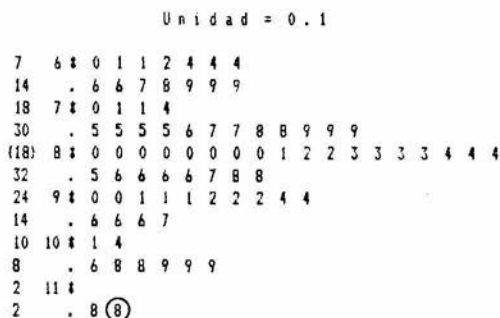 Unidad = 0.1
7 6 * 0 1 1 2 4 4 4
14 . 6 6 7 8 9 9 9
18 7 * 0 1 1 4
30 . 5 5 5 5 6 7 7 8 8 9 9 9
(18) 8 * 0 0 0 0 0 0 0 0 1 2 2 3 3 3 3 4 4 4
32 . 5 6 6 6 6 7 8 8
24 9 * 0 0 1 1 1 2 2 2 4 4
14 . 6 6 6 7
10 10 * 1 4
8 . 6 8 8 9 9 9
2 11 *
2 . 8 8